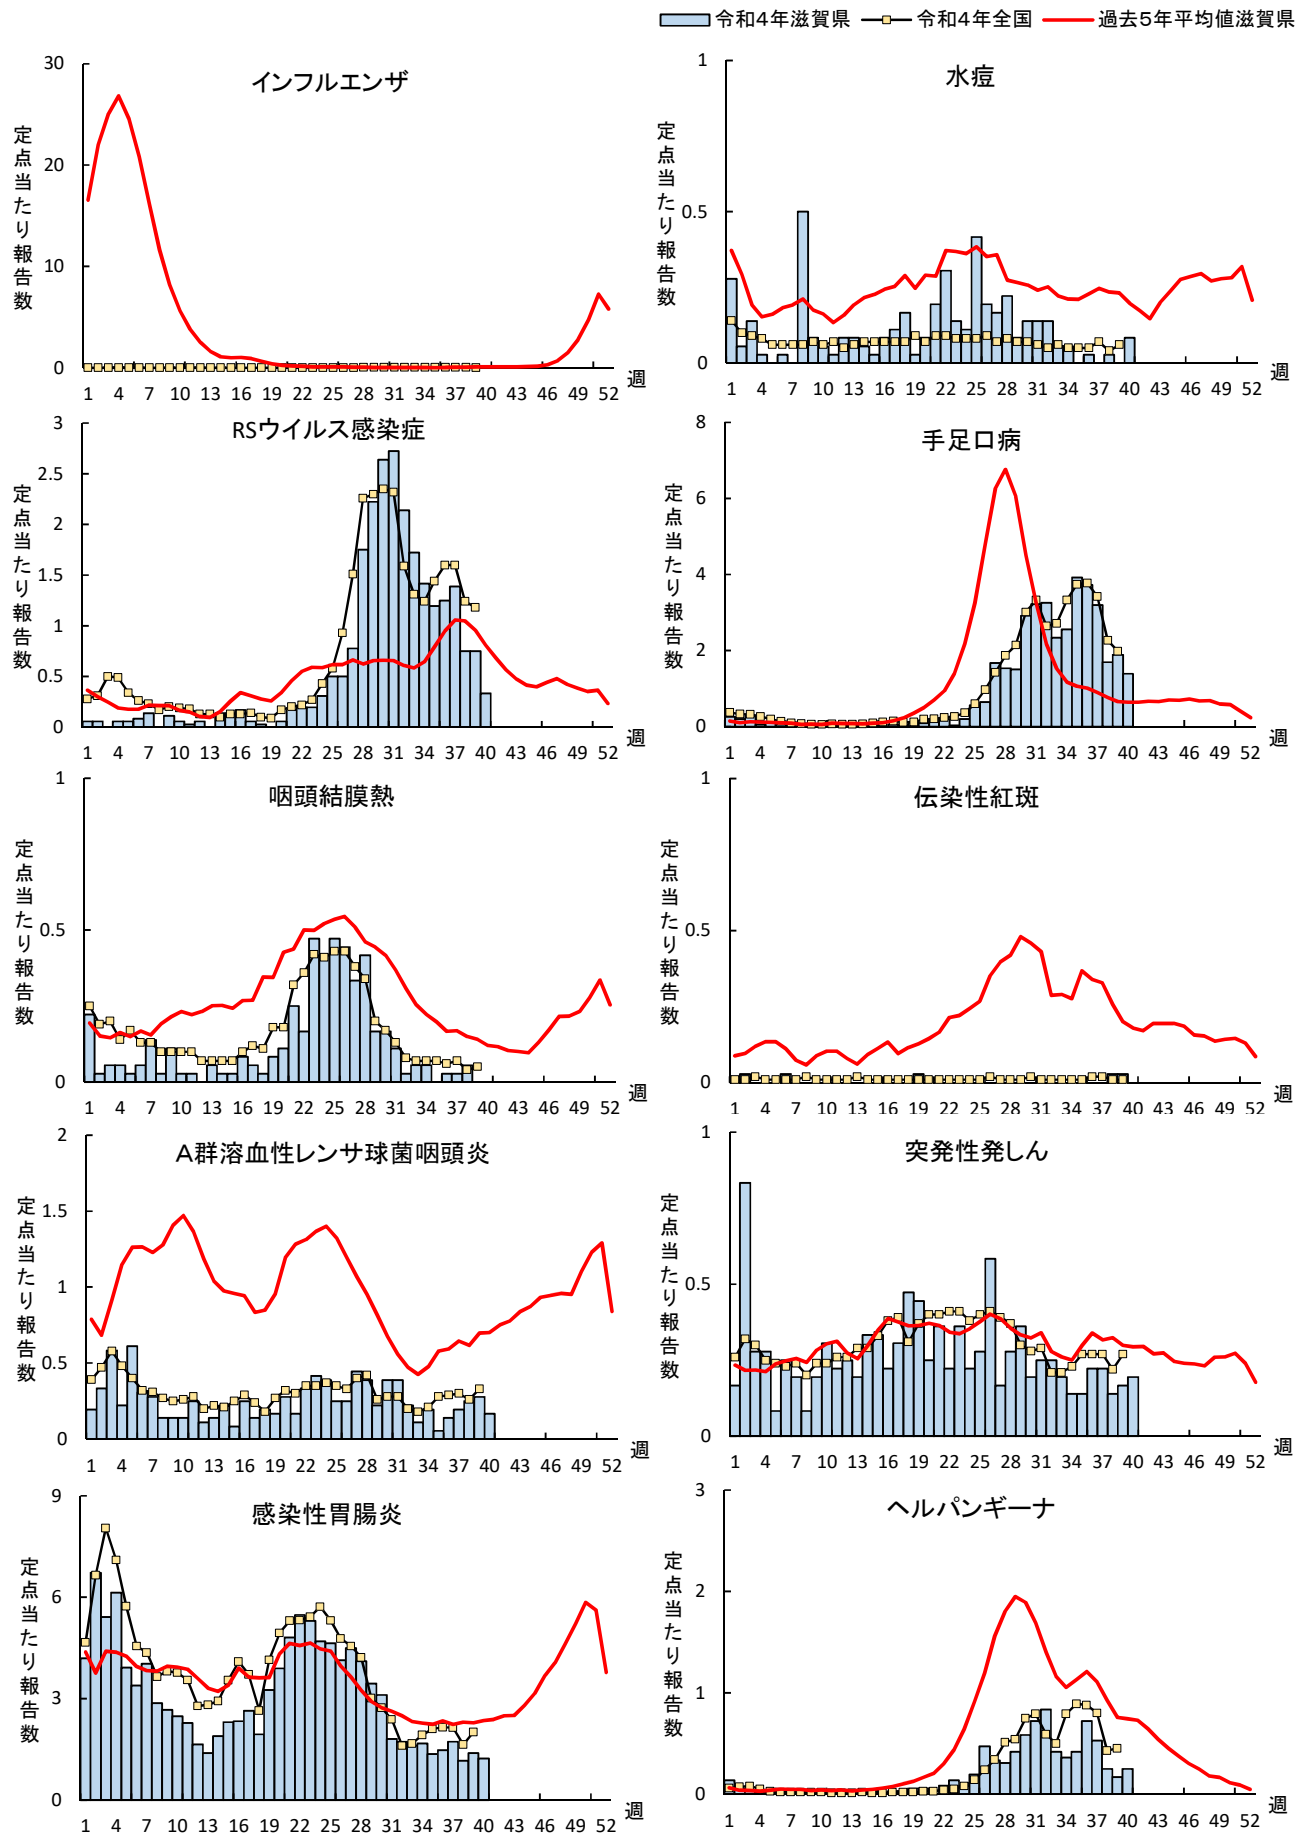 令和４年滋賀県 令和４年全国 過去５年平均値滋賀県
インフルエンザ
定点当たり報告数
30
20
10
0
1 4 7 10 13 16 19 22 25 28 31 34 37 40 43 46 49 52
週
水痘
定点当たり報告数
1
0.5
0
1 4 7 10 13 16 19 22 25 28 31 34 37 40 43 46 49 52
週
RSウイルス感染症
定点当たり報告数
3
2.5
2
1.5
1
0.5
0
1 4 7 10 13 16 19 22 25 28 31 34 37 40 43 46 49 52
週
手足口病
定点当たり報告数
8
6
4
2
0
1 4 7 10 13 16 19 22 25 28 31 34 37 40 43 46 49 52
週
咽頭結膜熱
定点当たり報告数
1
0.5
0
1 4 7 10 13 16 19 22 25 28 31 34 37 40 43 46 49 52
週
伝染性紅斑
定点当たり報告数
1
0.5
0
1 4 7 10 13 16 19 22 25 28 31 34 37 40 43 46 49 52
週
Ａ群溶血性レンサ球菌咽頭炎
定点当たり報告数
2
1.5
1
0.5
0
1 4 7 10 13 16 19 22 25 28 31 34 37 40 43 46 49 52
週
突発性発しん
定点当たり報告数
1
0.5
0
1 4 7 10 13 16 19 22 25 28 31 34 37 40 43 46 49 52
週
感染性胃腸炎
定点当たり報告数
9
6
3
0
1 4 7 10 13 16 19 22 25 28 31 34 37 40 43 46 49 52
週
ヘルパンギーナ
定点当たり報告数
3
2
1
0
1 4 7 10 13 16 19 22 25 28 31 34 37 40 43 46 49 52
週